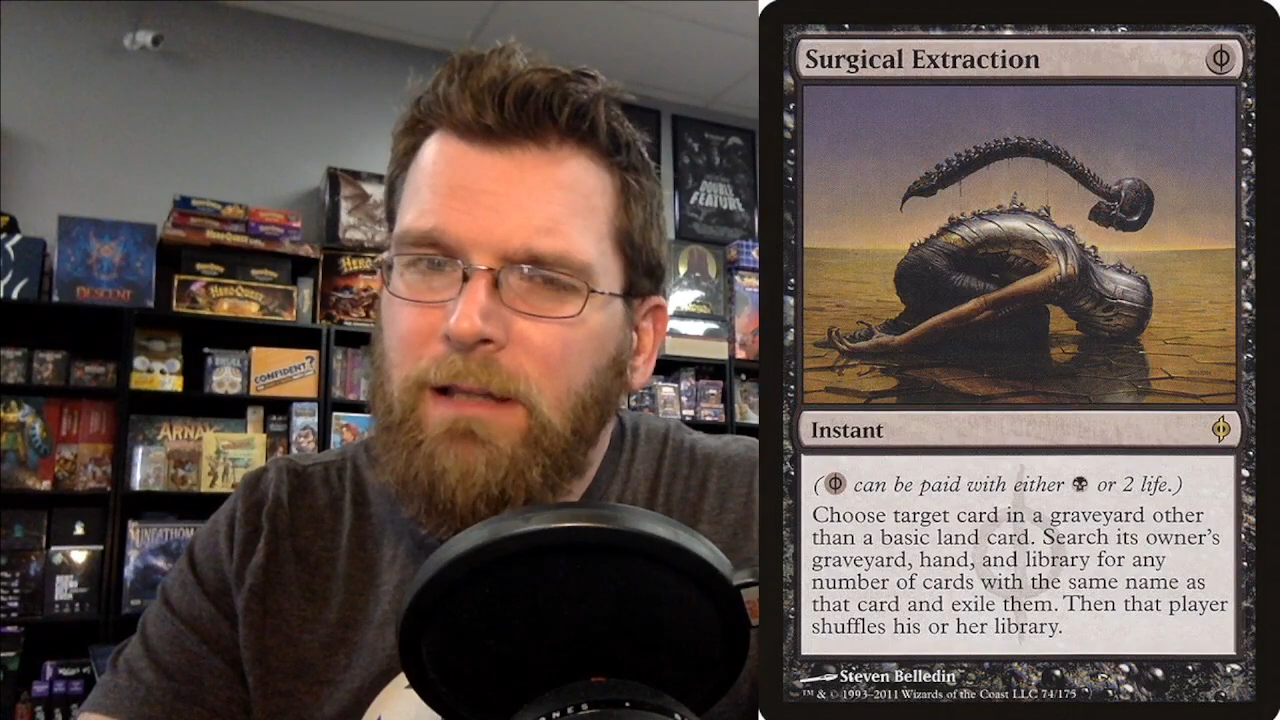 DOUBLE
FEATURE
DESCENT
HeroQuest
CONFIDENT?
ARNAK
UNFATHOM
Surgical Extraction
Instant
( can be paid with either or 2 life.)
Choose target card in a graveyard other
than a basic land card. Search its owner's
graveyard, hand, and library for any
number of cards with the same name as
that card and exile them. Then that player
shuffles his or her library.
Steven Belledin
™ & © 1993–2011 Wizards of the Coast LLC 74/175